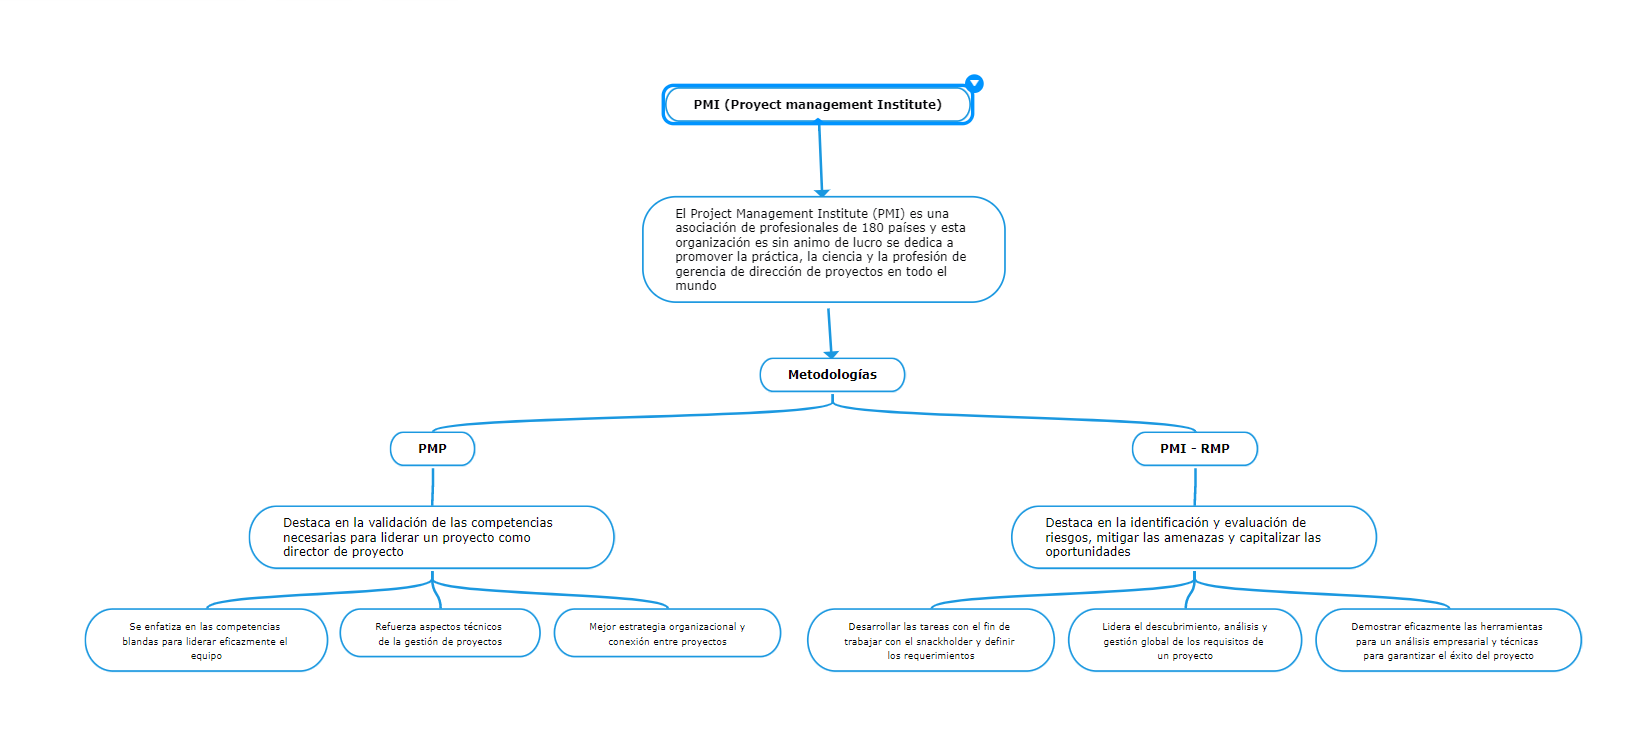 PMI (Proyect management Institute)
El Project Management Institute (PMI) es una
asociación de profesionales de 180 países y esta
organización es sin animo de lucro se dedica a
promover la práctica, la ciencia y la profesión de
gerencia de dirección de proyectos en todo el
mundo
Metodologías
PMP
PMI - RMP
Destaca en la validación de las competencias
necesarias para liderar un proyecto como
director de proyecto
Destaca en la identificación y evaluación de
riesgos, mitigar las amenazas y capitalizar las
oportunidades
Se enfatiza en las competencias
blandas para liderar eficazmente el
equipo
Refuerza aspectos técnicos
de la gestión de proyectos
Mejor estrategia organizacional y
conexión entre proyectos
Desarrollar las tareas con el fin de
trabajar con el snackholder y definir
los requerimientos
Lidera el descubrimiento, análisis y
gestión global de los requisitos de
un proyecto
Demostrar eficazmente las herramientas
para un análisis empresarial y técnicas
para garantizar el éxito del proyecto